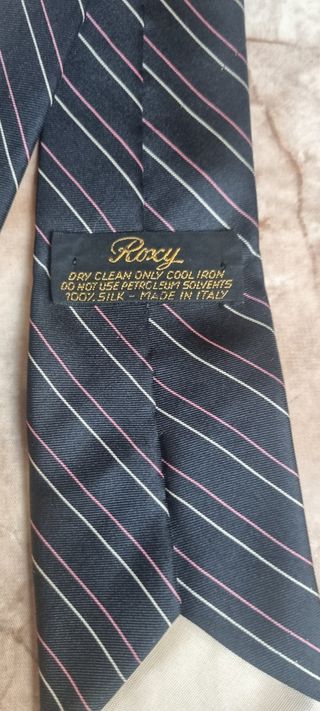 Roxy
DRY CLEAN ONLY COOL IRON
DO NOT USE PETROLEUM SOLVENTS
100% SILK - MADE IN ITALY